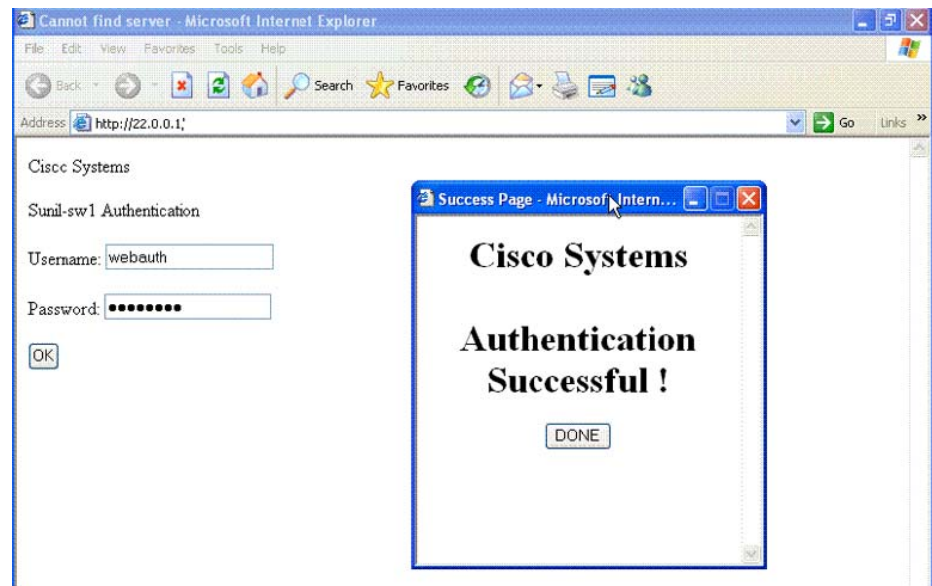 Cannot find server - Microsoft Internet Explorer
File Edit View Favorites Tools Help
Back Search Favorites
Address http://22.0.0.1; Go Links »
Ciscc Systems
Sunil-sw1 Authentication
Username: webauth
Password: ●●●●●●●●
OK
Success Page - Microsoft Intern...
Cisco Systems
Authentication
Successful !
DONE